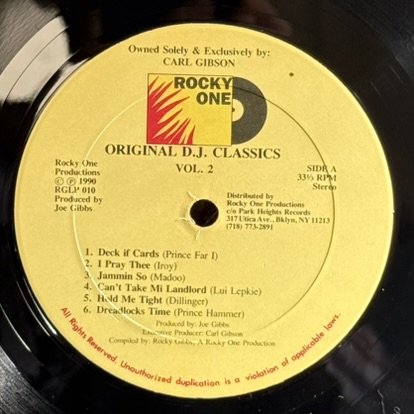 Owned Solely & Exclusively by:
CARL GIBSON
ROCKY
ONE
ORIGINAL D.J. CLASSICS
VOL. 2
Rocky One
Productions
© ℗ 1990
RGLP 010
Produced by
Joe Gibbs
SIDE A
33⅓ RPM
Stereo
Distributed by
Rocky One Productions
c/o Park Heights Records
317 Utica Ave., Bklyn, NY 11213
(718) 773-2891
1. Deck if Cards (Prince Far I)
2. I Pray Thee (Iroy)
3. Jammin So (Madoo)
4. Can't Take Mi Landlord (Lui Lepkie)
5. Hold Me Tight (Dillinger)
6. Dreadlocks Time (Prince Hammer)
Produced by: Joe Gibbs
Executive Producer: Carl Gibson
Compiled by: Rocky Gibbs, A Rocky One Production
All Rights Reserved. Unauthorized duplication is a violation of applicable laws.